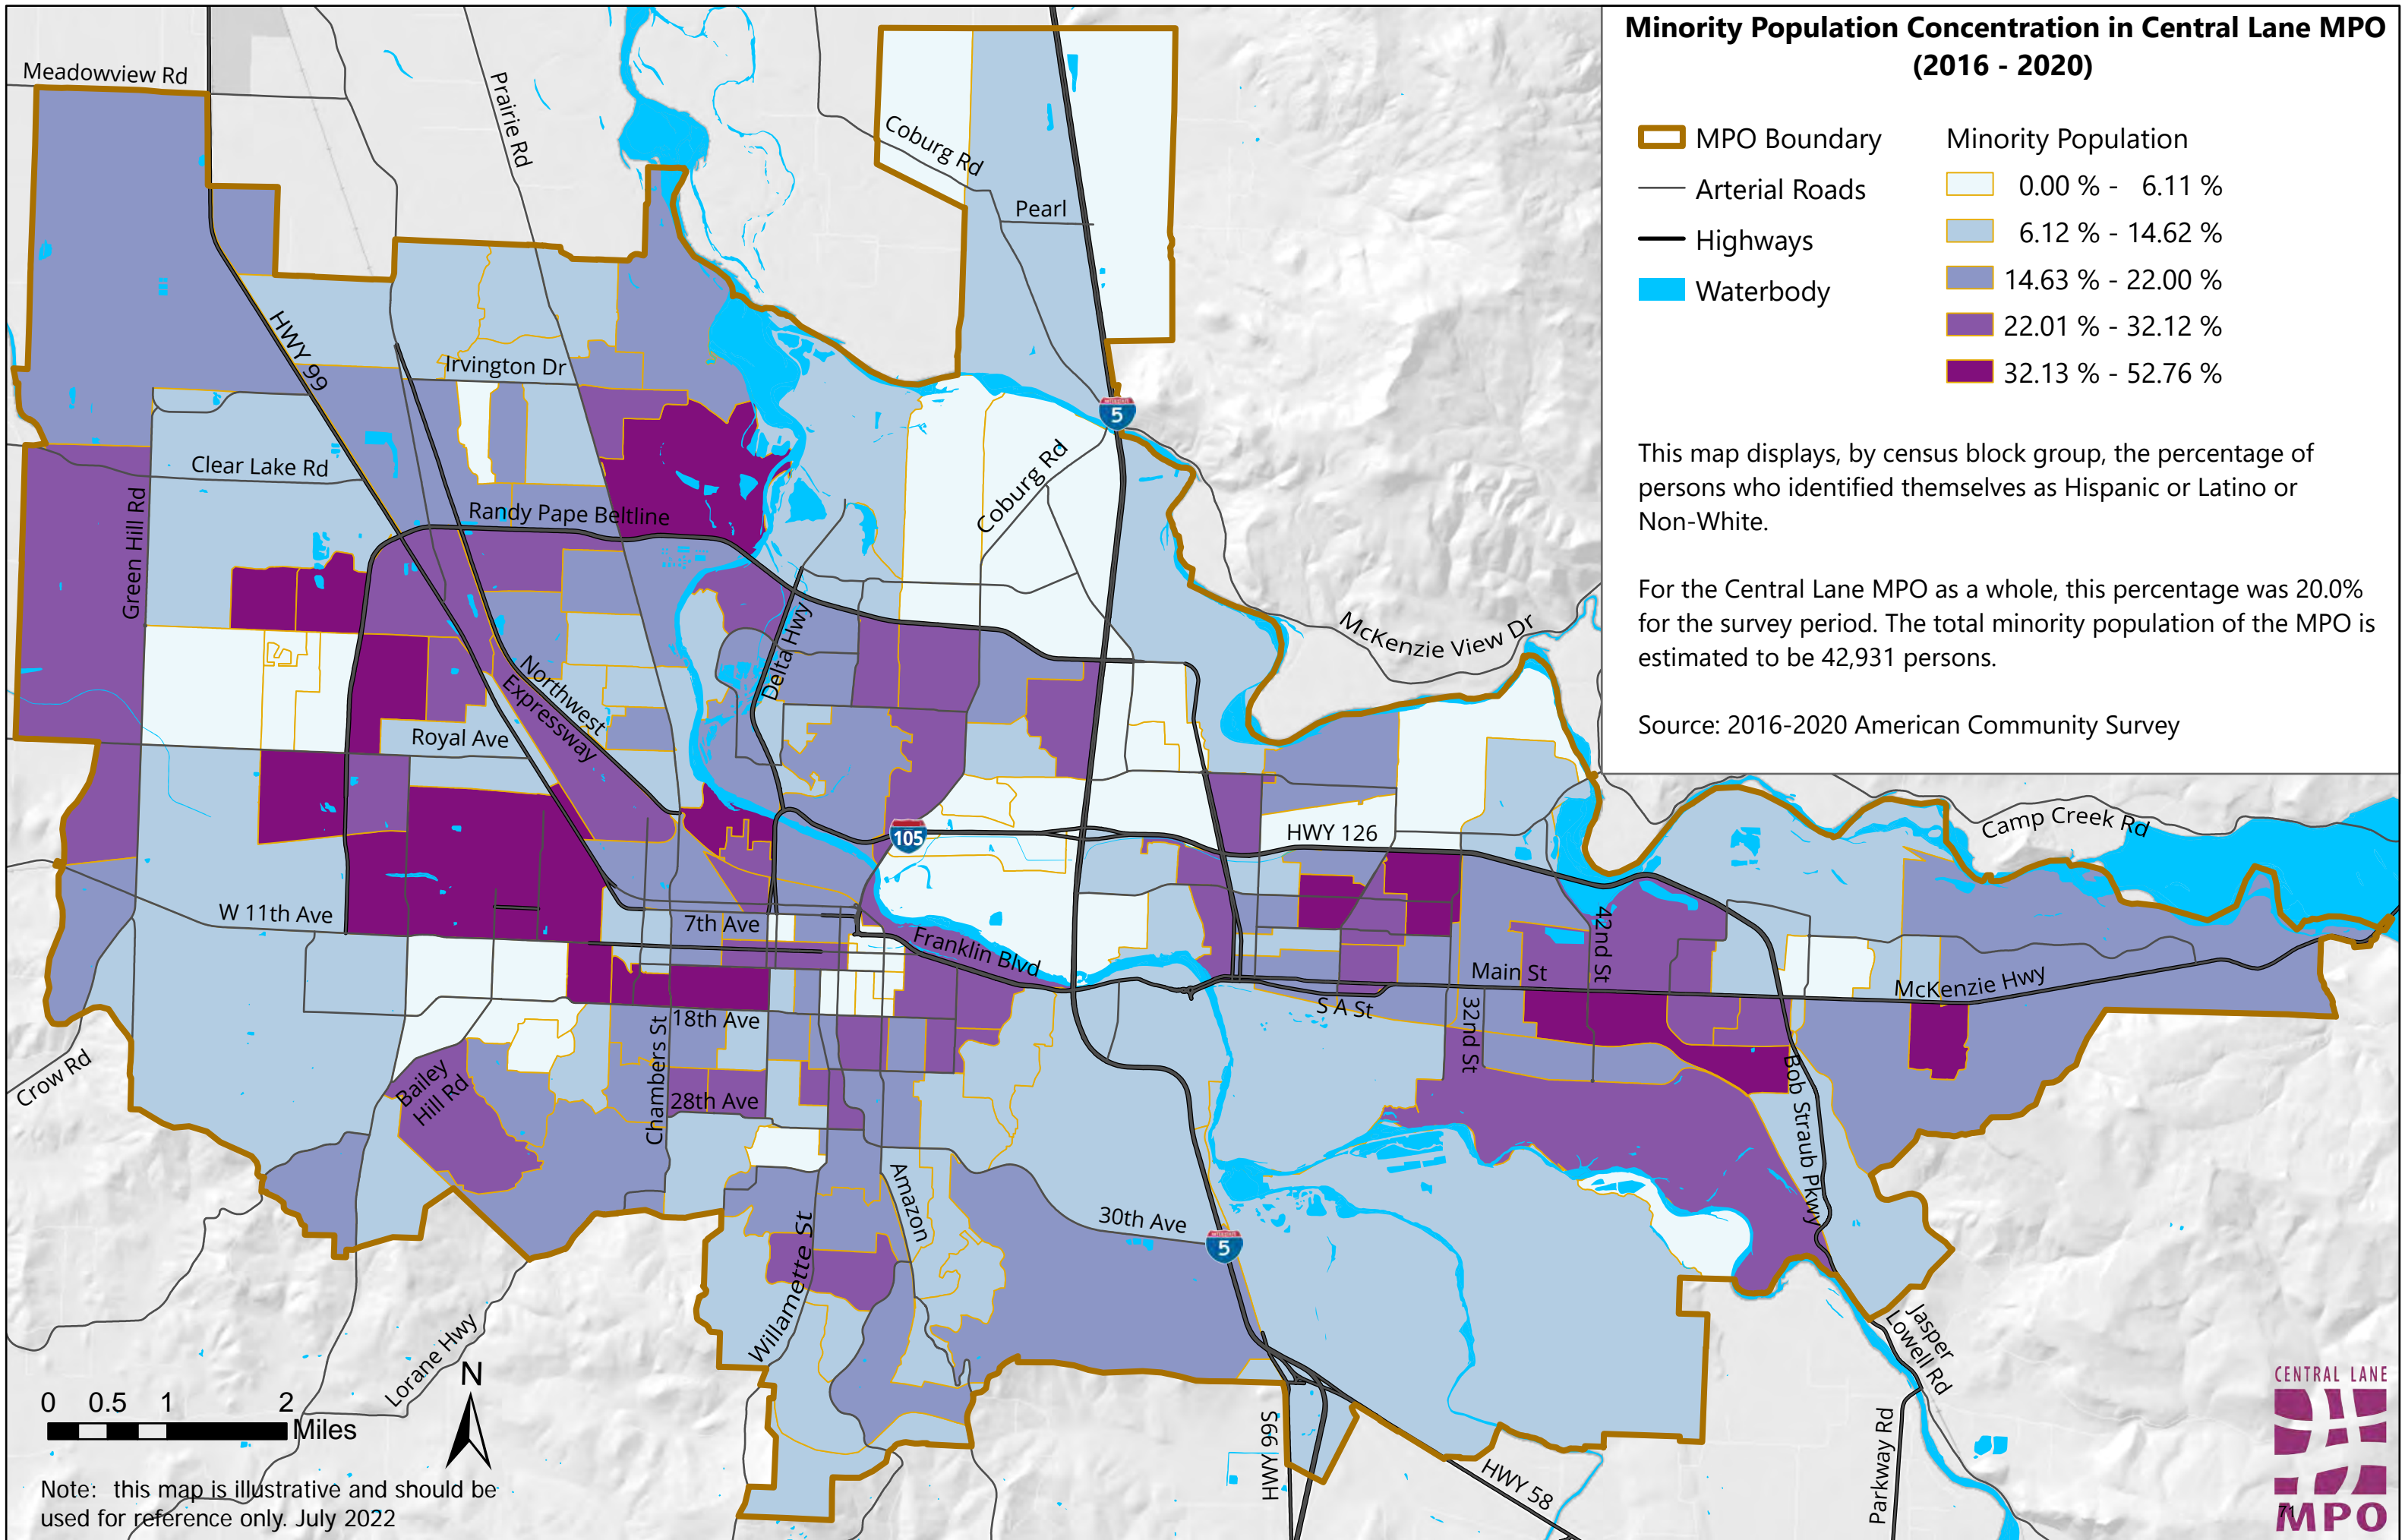 Minority Population Concentration in Central Lane MPO
(2016 - 2020)
MPO Boundary
Arterial Roads
Highways
Waterbody
Minority Population
0.00 % - 6.11 %
6.12 % - 14.62 %
14.63 % - 22.00 %
22.01 % - 32.12 %
32.13 % - 52.76 %
This map displays, by census block group, the percentage of
persons who identified themselves as Hispanic or Latino or
Non-White.
For the Central Lane MPO as a whole, this percentage was 20.0%
for the survey period. The total minority population of the MPO is
estimated to be 42,931 persons.
Source: 2016-2020 American Community Survey
Meadowview Rd
Prairie Rd
Coburg Rd
Pearl
HWY 99
Irvington Dr
5
Clear Lake Rd
Coburg Rd
Green Hill Rd
Randy Pape Beltline
Delta Hwy
McKenzie View Dr
Northwest
Expressway
Royal Ave
105
HWY 126
Camp Creek Rd
W 11th Ave
7th Ave
Franklin Blvd
42nd St
Main St
McKenzie Hwy
S A St
32nd St
18th Ave
Chambers St
Crow Rd
Bailey
Hill Rd
28th Ave
Bob Straub Pkwy
Amazon
30th Ave
5
Willamette St
Lorane Hwy
Jasper
Lowell Rd
Parkway Rd
HWY 99S
HWY 58
N
0 0.5 1 2
Miles
Note: this map is illustrative and should be
used for reference only. July 2022
CENTRAL LANE
MPO
71